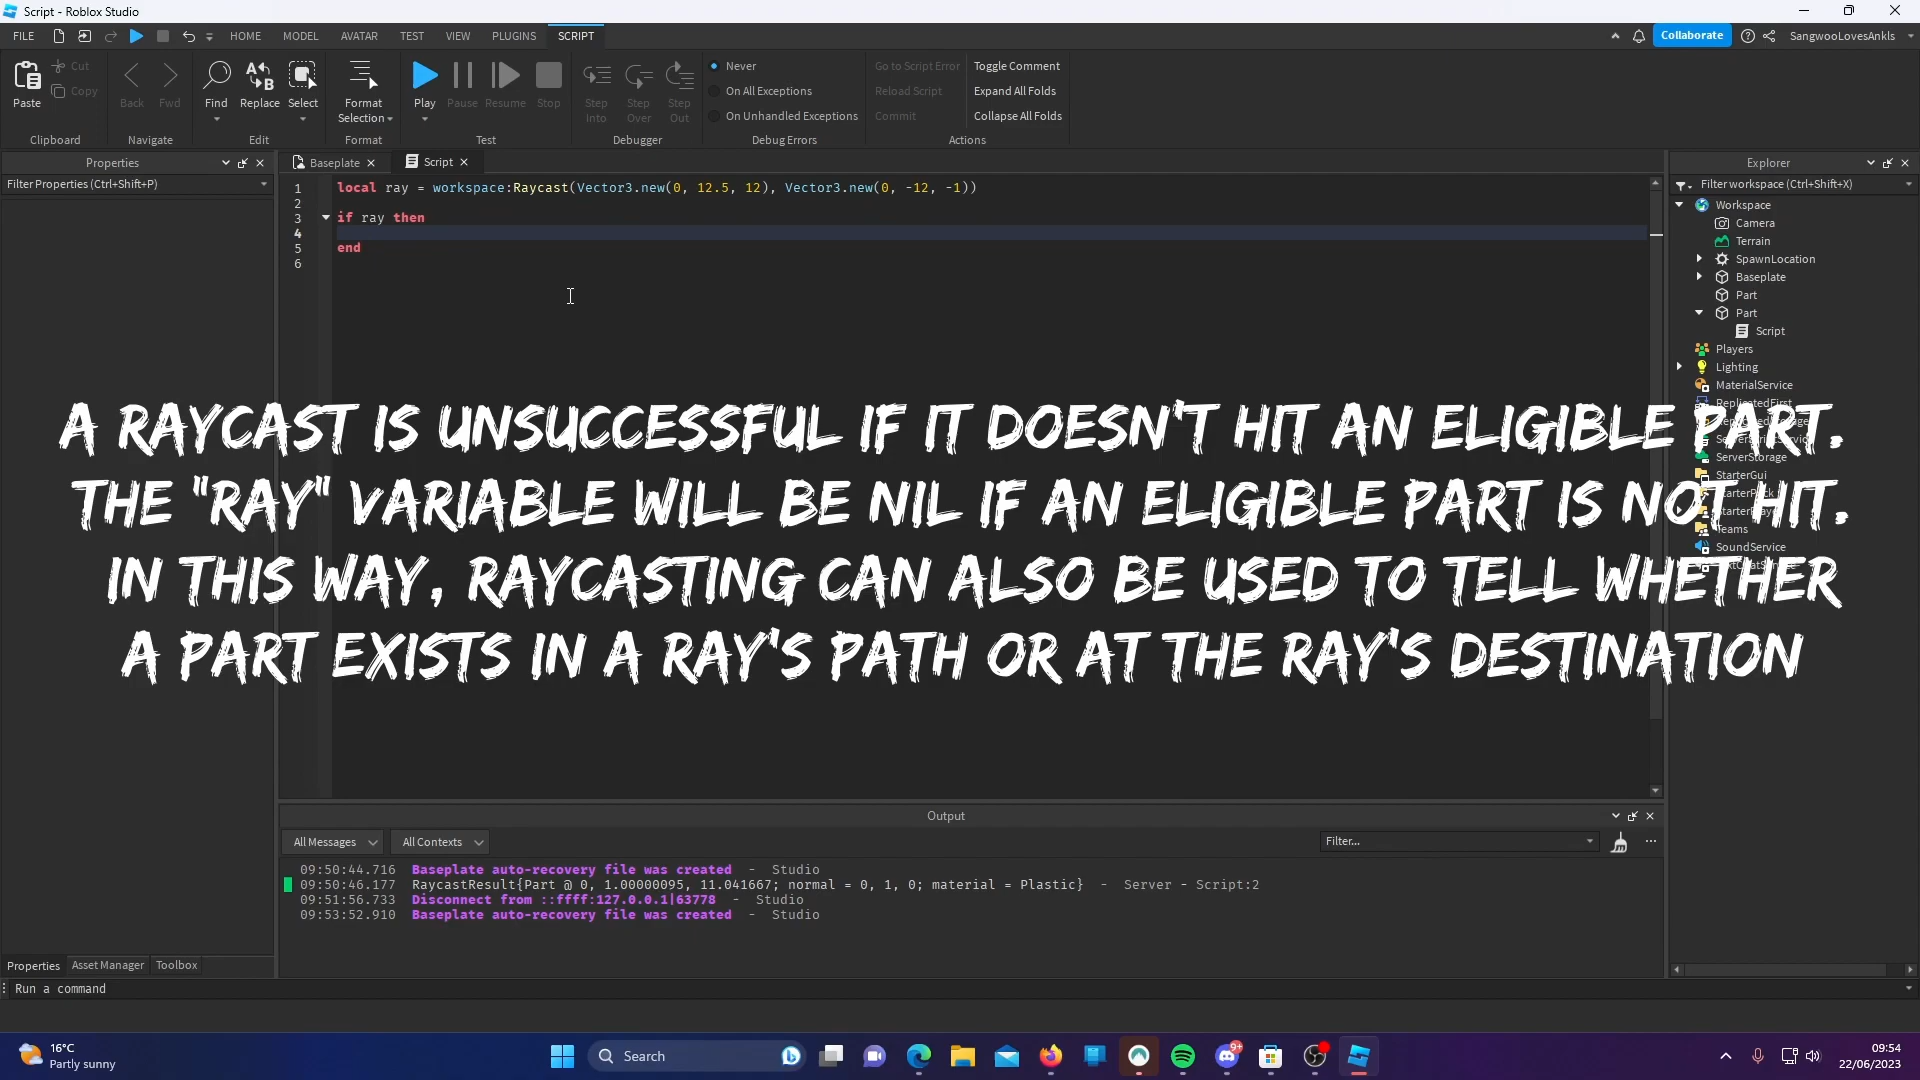 Script - Roblox Studio
FILE HOME MODEL AVATAR TEST VIEW PLUGINS SCRIPT Collaborate SangwooLovesAnkls
Paste Cut Copy Clipboard
Back Fwd Navigate
Find Replace Select Edit
Format Selection Format
Play Pause Resume Stop Test
Step Into Step Over Step Out Debugger
Never
On All Exceptions
On Unhandled Exceptions
Debug Errors
Go to Script Error Toggle Comment
Reload Script Expand All Folds
Commit Collapse All Folds
Actions
Properties
Filter Properties (Ctrl+Shift+P)
Baseplate Script
1 local ray = workspace:Raycast(Vector3.new(0, 12.5, 12), Vector3.new(0, -12, -1))
2
3 if ray then
4
5 end
6
Explorer
Filter workspace (Ctrl+Shift+X)
Workspace
Camera
Terrain
SpawnLocation
Baseplate
Part
Part
Script
Players
Lighting
MaterialService
ReplicatedFirst
ServerStorage
StarterGui
Teams
SoundService
A RAYCAST IS UNSUCCESSFUL IF IT DOESN'T HIT AN ELIGIBLE PART.
THE "RAY" VARIABLE WILL BE NIL IF AN ELIGIBLE PART IS NOT HIT.
IN THIS WAY, RAYCASTING CAN ALSO BE USED TO TELL WHETHER
A PART EXISTS IN A RAY'S PATH OR AT THE RAY'S DESTINATION
Output
All Messages All Contexts Filter...
09:50:44.716 Baseplate auto-recovery file was created - Studio
09:50:46.177 RaycastResult{Part @ 0, 1.00000095, 11.041667; normal = 0, 1, 0; material = Plastic} - Server - Script:2
09:51:56.733 Disconnect from ::ffff:127.0.0.1|63778 - Studio
09:53:52.910 Baseplate auto-recovery file was created - Studio
Properties Asset Manager Toolbox
Run a command
16°C
Partly sunny
Search
9+
09:54
22/06/2023